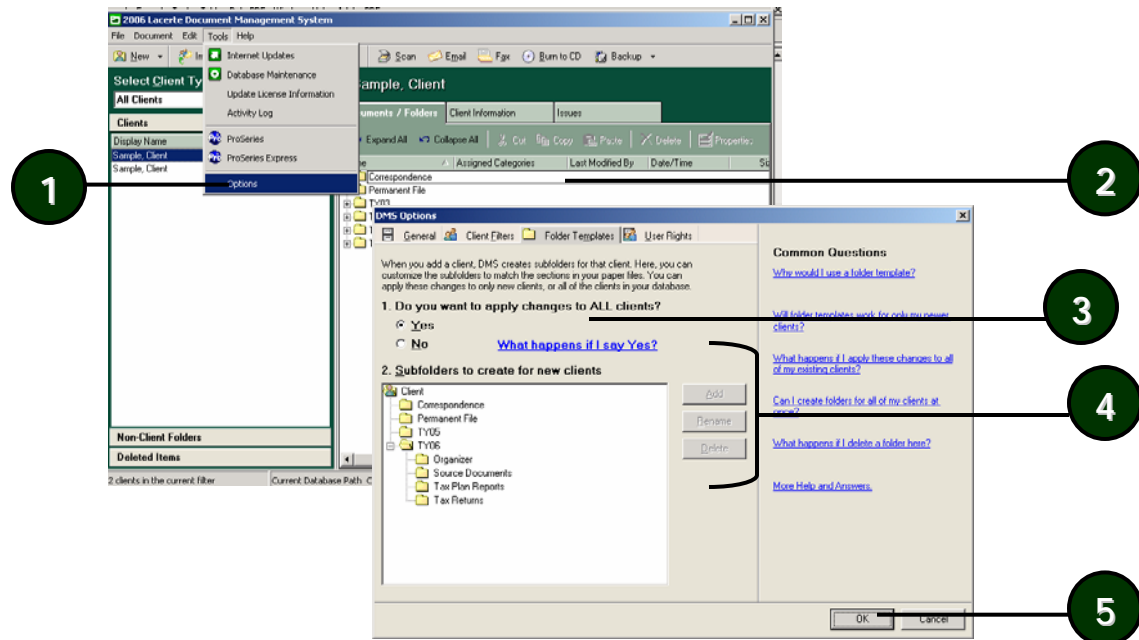 2006 Lacerte Document Management System
File Document Edit Tools Help
New
Scan Email Fax Burn to CD Backup
Internet Updates
Database Maintenance
Update License Information
Activity Log
ProSeries
ProSeries Express
Options
Select Client Ty
All Clients
Clients
Display Name
Sample, Client
Sample, Client
Non-Client Folders
Deleted Items
2 clients in the current filter
Current Database Path
ample, Client
uments / Folders Client Information Issues
Expand All Collapse All Cut Copy Paste Delete Properties
Assigned Categories Last Modified By Date/Time
Correspondence
Permanent File
TY03
1
2
DMS Options
General Client Filters Folder Templates User Rights
When you add a client, DMS creates subfolders for that client. Here, you can
customize the subfolders to match the sections in your paper files. You can
apply these changes to only new clients, or all of the clients in your database.
1. Do you want to apply changes to ALL clients?
Yes
No
What happens if I say Yes?
2. Subfolders to create for new clients
Client
Correspondence
Permanent File
TY05
TY06
Organizer
Source Documents
Tax Plan Reports
Tax Returns
Add
Rename
Delete
Common Questions
Why would I use a folder template?
Will folder templates work for only my newer
clients?
What happens if I apply these changes to all
of my existing clients?
Can I create folders for all of my clients at
once?
What happens if I delete a folder here?
More Help and Answers.
3
4
OK Cancel
5